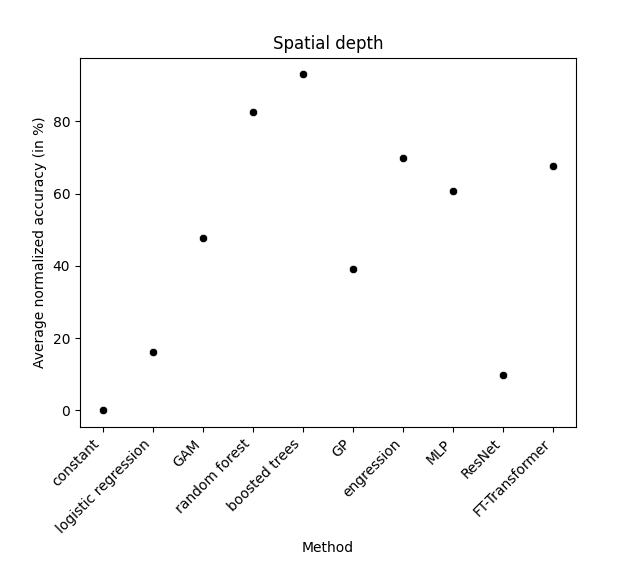 Spatial depth
Average normalized accuracy (in %)
80
60
40
20
0
constant
logistic regression
GAM
random forest
boosted trees
GP
engression
MLP
ResNet
FT-Transformer
Method